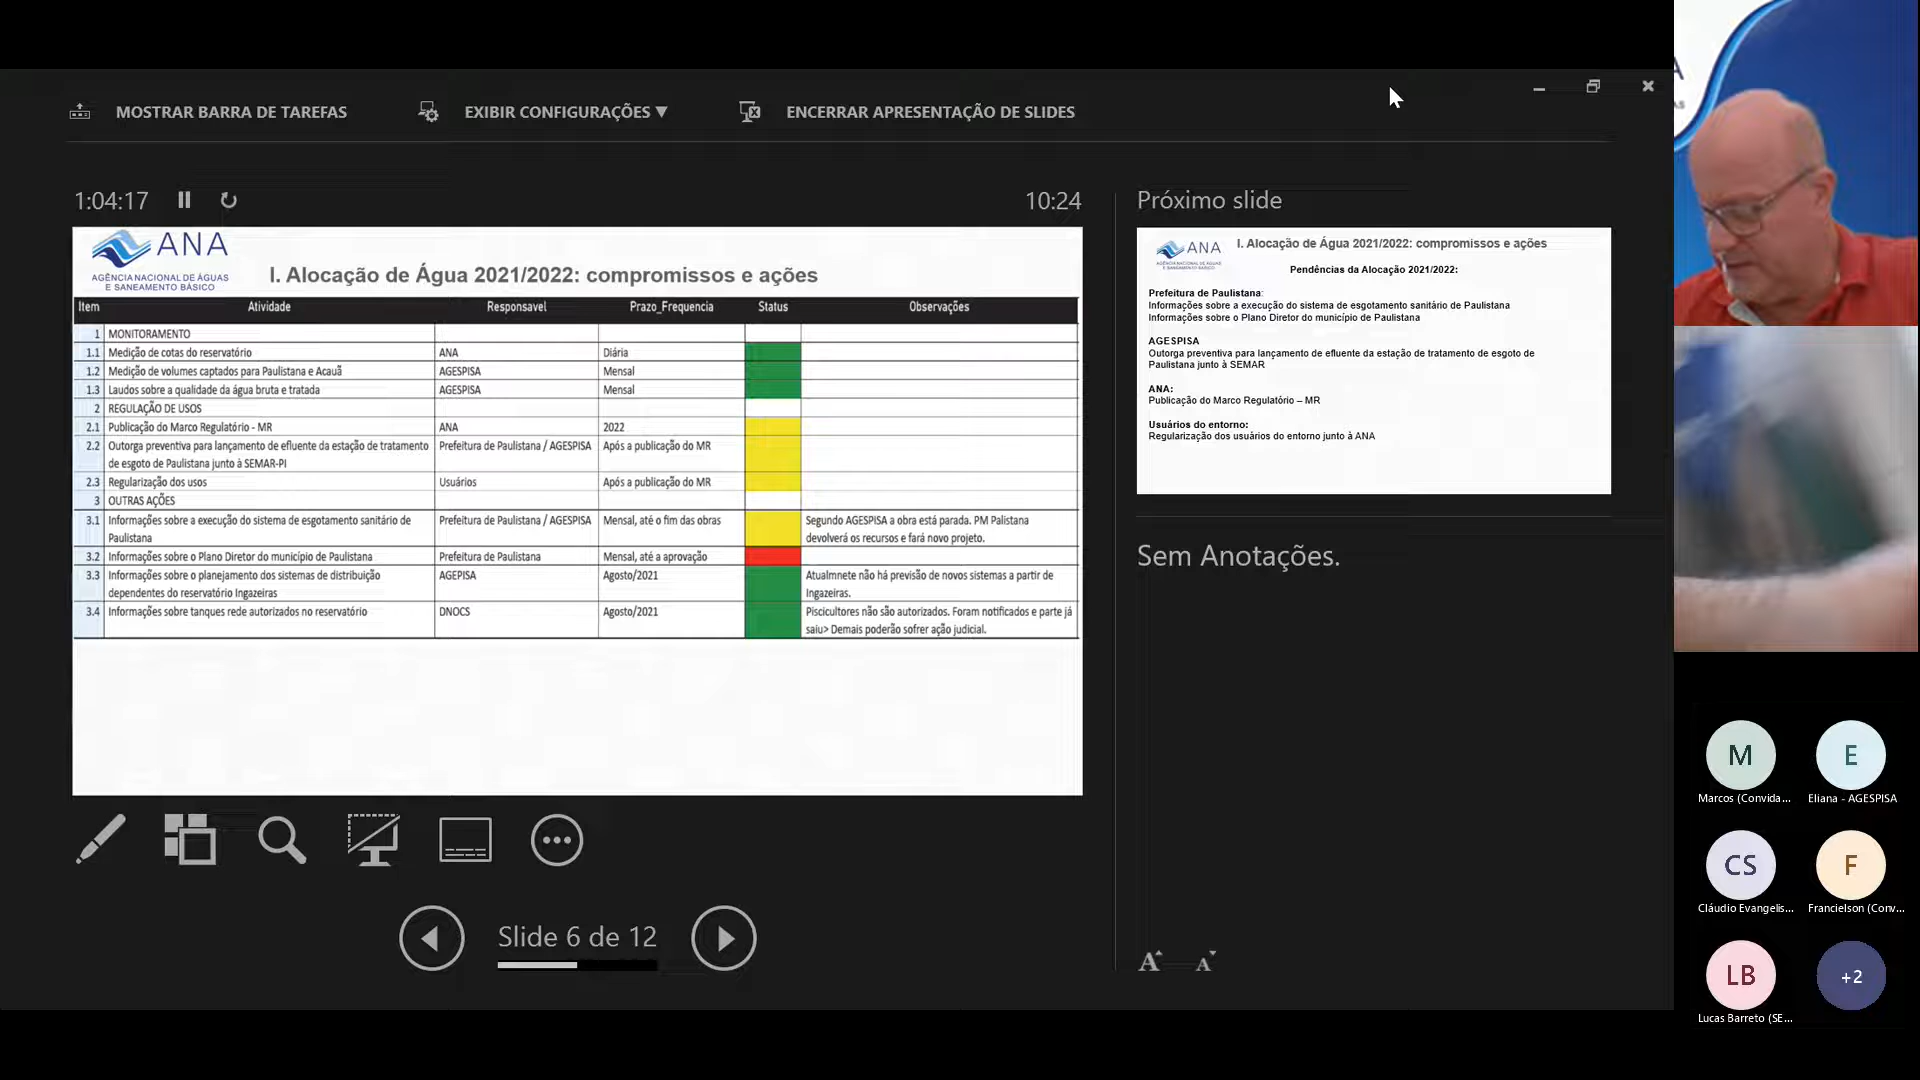 MOSTRAR BARRA DE TAREFAS
EXIBIR CONFIGURAÇÕES ▼
ENCERRAR APRESENTAÇÃO DE SLIDES
1:04:17
10:24
ANA
AGÊNCIA NACIONAL DE ÁGUAS
E SANEAMENTO BÁSICO
I. Alocação de Água 2021/2022: compromissos e ações
Item Atividade Responsavel Prazo_Frequencia Status Observações
1 MONITORAMENTO
1.1 Medição de cotas do reservatório ANA Diária
1.2 Medição de volumes captados para Paulistana e Acauã AGESPISA Mensal
1.3 Laudos sobre a qualidade da água bruta e tratada AGESPISA Mensal
2 REGULAÇÃO DE USOS
2.1 Publicação do Marco Regulatório - MR ANA 2022
2.2 Outorga preventiva para lançamento de efluente da estação de tratamento Prefeitura de Paulistana / AGESPISA Após a publicação do MR
de esgoto de Paulistana junto à SEMAR-PI
2.3 Regularização dos usos Usuários Após a publicação do MR
3 OUTRAS AÇÕES
3.1 Informações sobre a execução do sistema de esgotamento sanitário de Prefeitura de Paulistana / AGESPISA Mensal, até o fim das obras Segundo AGESPISA a obra está parada. PM Palistana
Paulistana devolverá os recursos e fará novo projeto.
3.2 Informações sobre o Plano Diretor do município de Paulistana Prefeitura de Paulistana Mensal, até a aprovação
3.3 Informações sobre o planejamento dos sistemas de distribuição AGEPISA Agosto/2021 Atualmnete não há previsão de novos sistemas a partir de
dependentes do reservatório Ingazeiras Ingazeiras.
3.4 Informações sobre tanques rede autorizados no reservatório DNOCS Agosto/2021 Piscicultores não são autorizados. Foram notificados e parte já
saiu> Demais poderão sofrer ação judicial.
Slide 6 de 12
Próximo slide
ANA
I. Alocação de Água 2021/2022: compromissos e ações
Pendências da Alocação 2021/2022:
Prefeitura de Paulistana:
Informações sobre a execução do sistema de esgotamento sanitário de Paulistana
Informações sobre o Plano Diretor do município de Paulistana
AGESPISA
Outorga preventiva para lançamento de efluente da estação de tratamento de esgoto de
Paulistana junto à SEMAR
ANA:
Publicação do Marco Regulatório – MR
Usuários do entorno:
Regularização dos usuários do entorno junto à ANA
Sem Anotações.
A A
M E
Marcos (Convida... Eliana - AGESPISA
CS F
Cláudio Evangelis... Francielson (Conv...
LB +2
Lucas Barreto (SE...